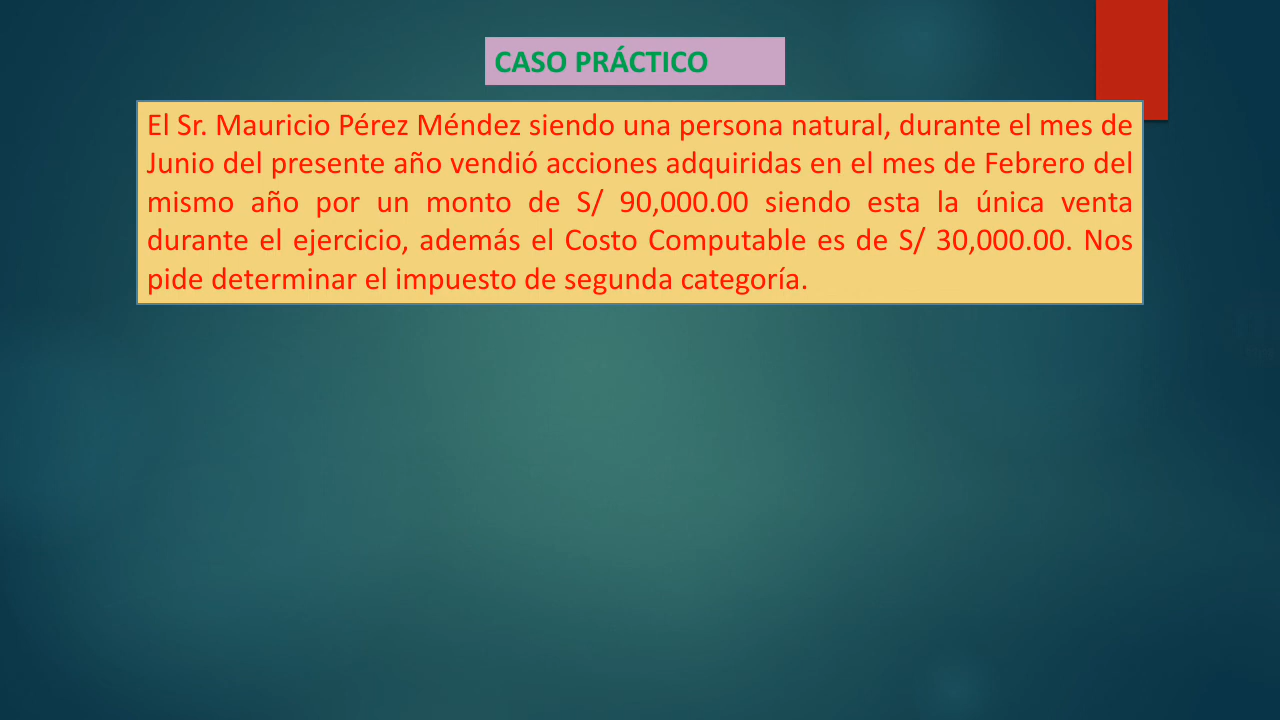 CASO PRÁCTICO
El Sr. Mauricio Pérez Méndez siendo una persona natural, durante el mes de
Junio del presente año vendió acciones adquiridas en el mes de Febrero del
mismo año por un monto de S/ 90,000.00 siendo esta la única venta
durante el ejercicio, además el Costo Computable es de S/ 30,000.00. Nos
pide determinar el impuesto de segunda categoría.